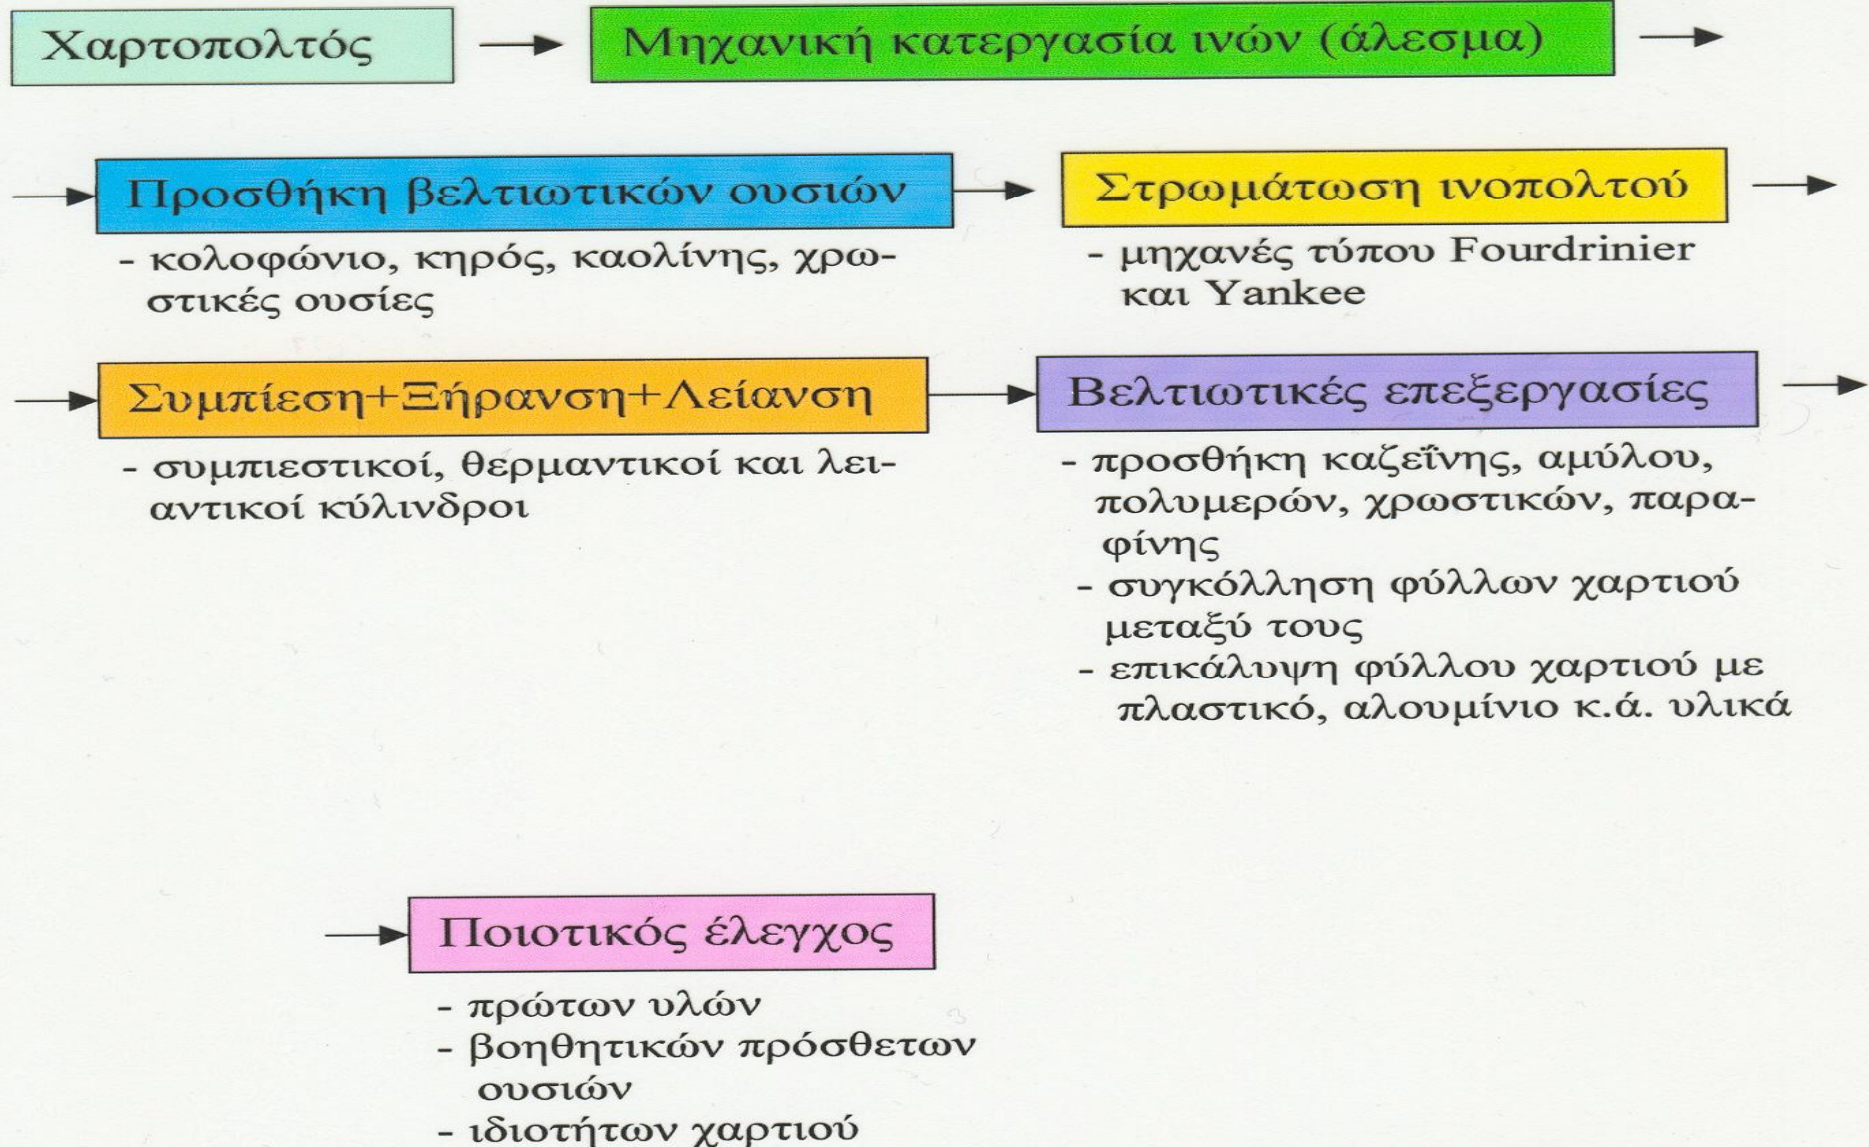 Χαρτοπολτός
Μηχανική κατεργασία ινών (άλεσμα)
Προσθήκη βελτιωτικών ουσιών
- κολοφώνιο, κηρός, καολίνης, χρω-
στικές ουσίες
Στρωμάτωση ινοπολτού
- μηχανές τύπου Fourdrinier
και Yankee
Συμπίεση+Ξήρανση+Λείανση
- συμπιεστικοί, θερμαντικοί και λει-
αντικοί κύλινδροι
Βελτιωτικές επεξεργασίες
- προσθήκη καζεΐνης, αμύλου,
πολυμερών, χρωστικών, παρα-
φίνης
- συγκόλληση φύλλων χαρτιού
μεταξύ τους
- επικάλυψη φύλλου χαρτιού με
πλαστικό, αλουμίνιο κ.ά. υλικά
Ποιοτικός έλεγχος
- πρώτων υλών
- βοηθητικών πρόσθετων
ουσιών
- ιδιοτήτων χαρτιού